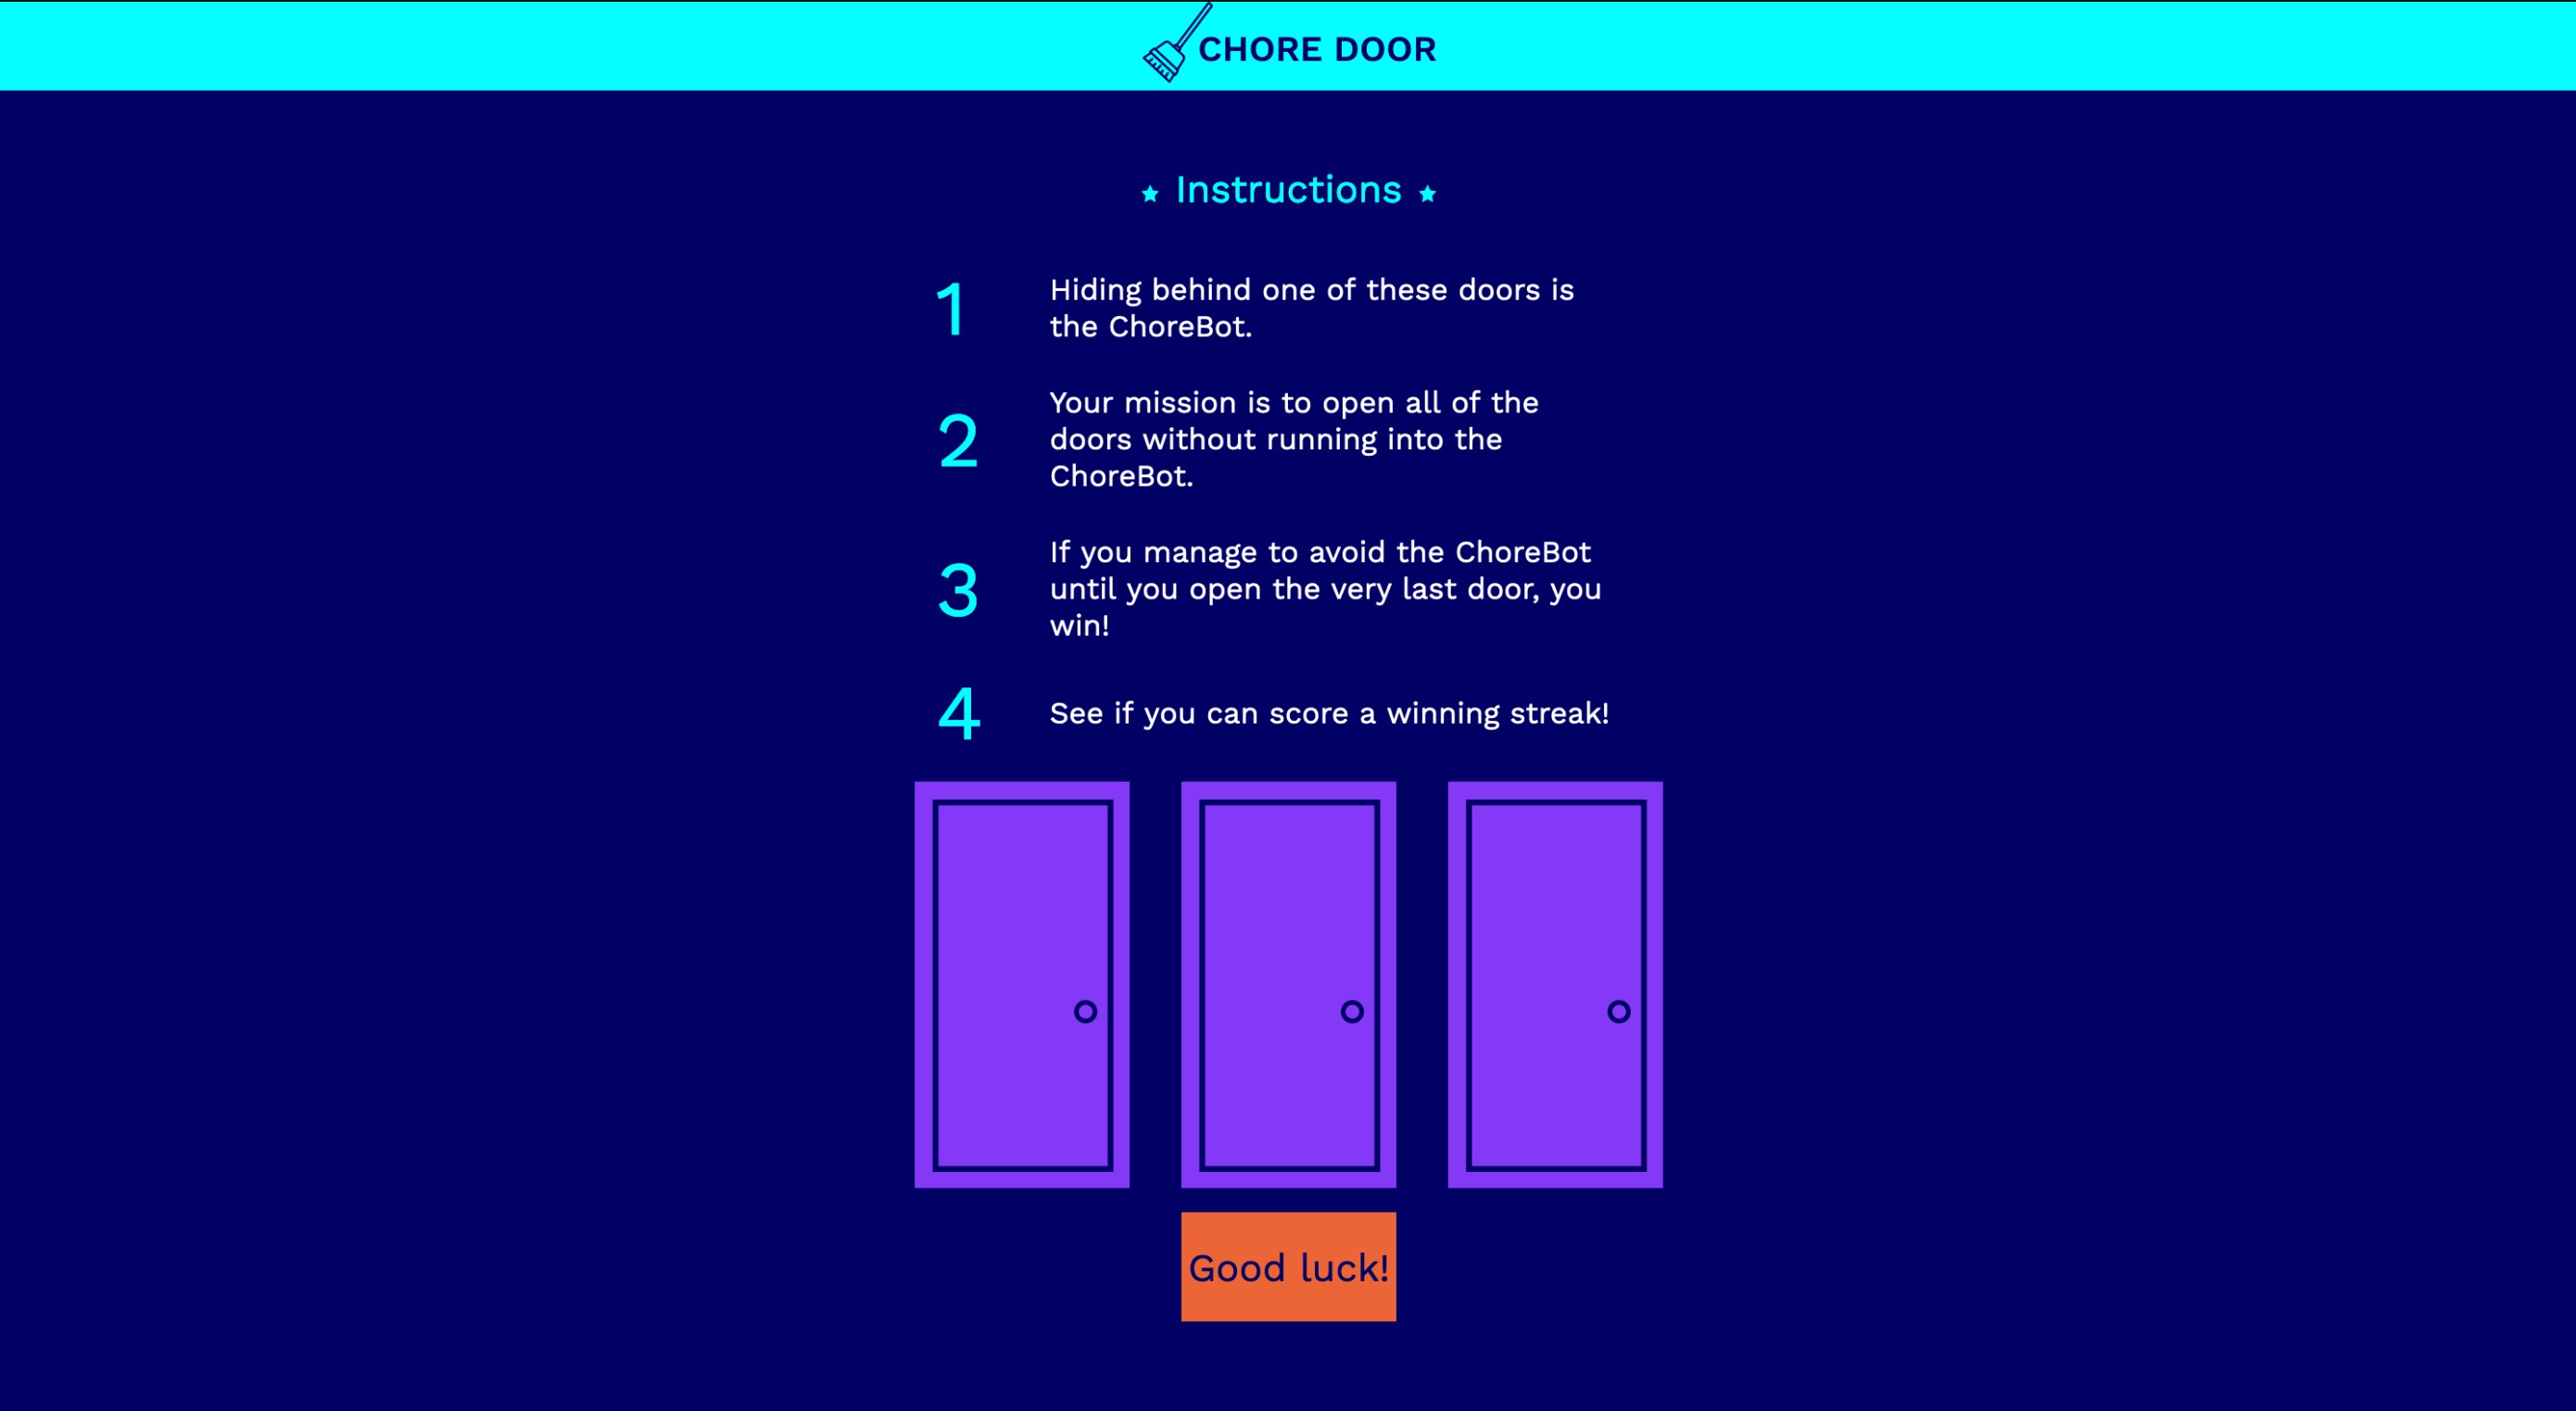 CHORE DOOR
Instructions
1
Hiding behind one of these doors is
the ChoreBot.
2
Your mission is to open all of the
doors without running into the
ChoreBot.
3
If you manage to avoid the ChoreBot
until you open the very last door, you
win!
4
See if you can score a winning streak!
Good luck!